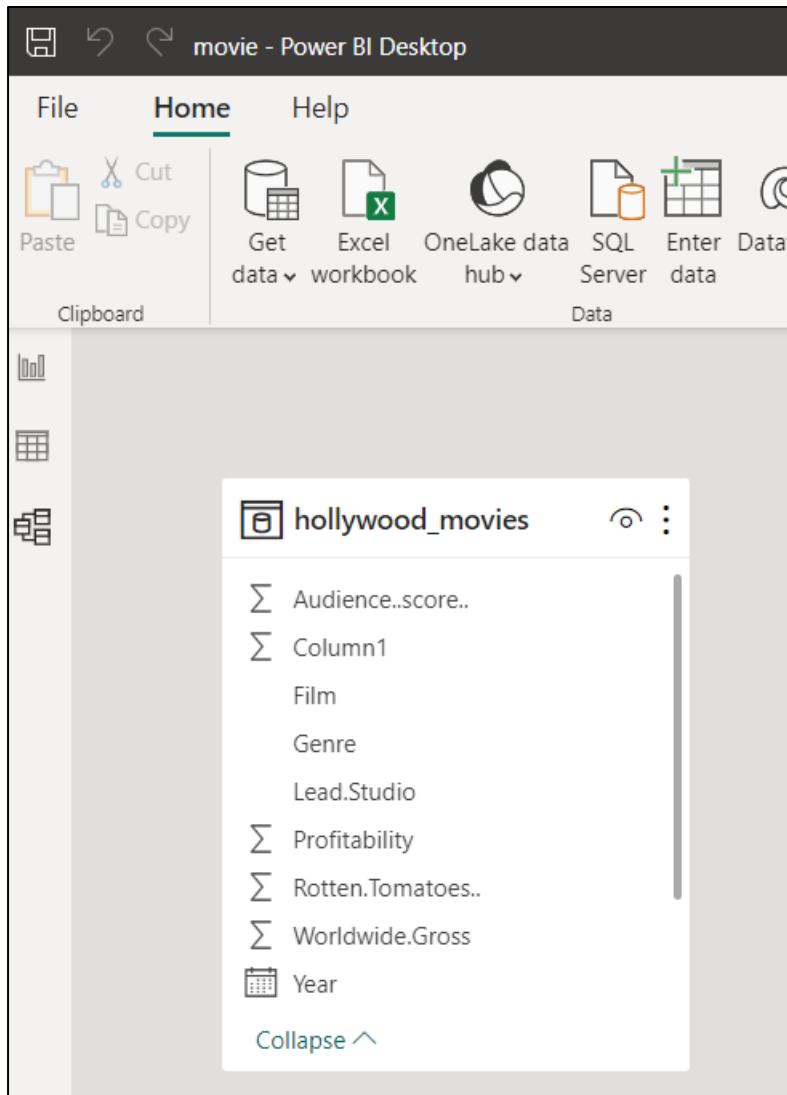 movie - Power BI Desktop
File Home Help
Paste
Cut
Copy
Get data
Excel workbook
OneLake data hub
SQL Server
Enter data
Clipboard
Data
hollywood_movies
Audience..score..
Column1
Film
Genre
Lead.Studio
Profitability
Rotten.Tomatoes..
Worldwide.Gross
Year
Collapse